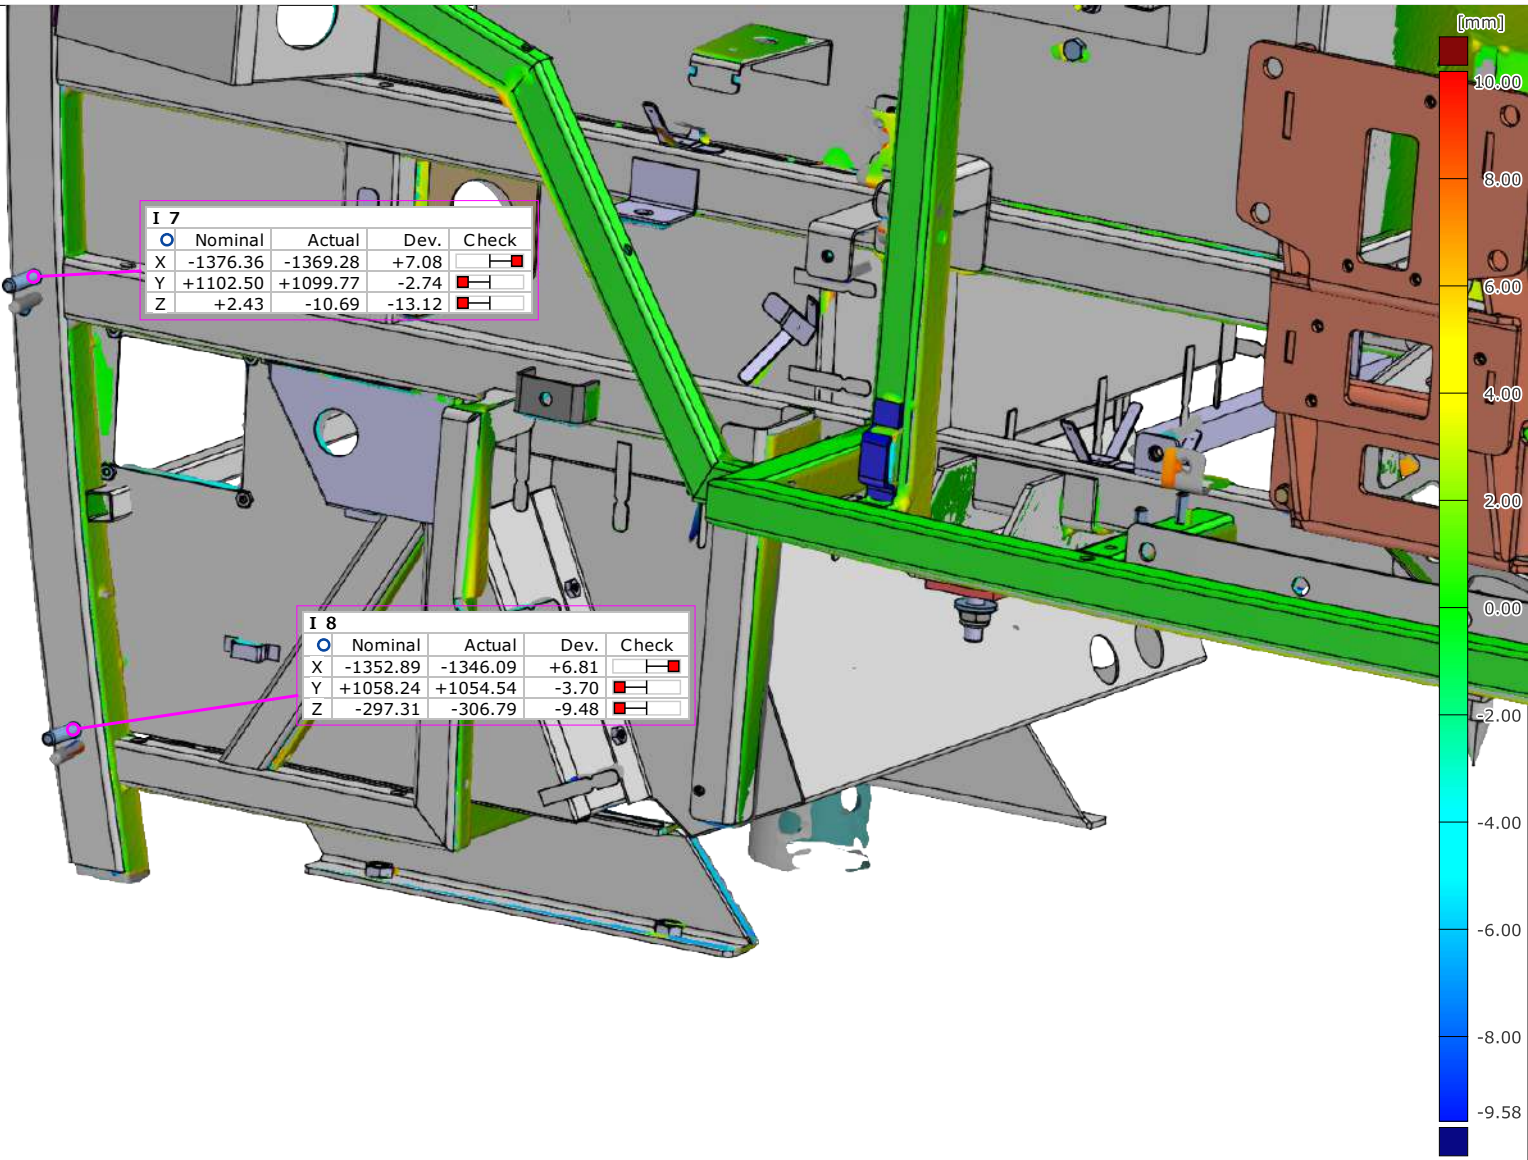 [mm]
10.00
8.00
6.00
4.00
2.00
0.00
-2.00
-4.00
-6.00
-8.00
-9.58
I 7
Nominal Actual Dev. Check
X -1376.36 -1369.28 +7.08
Y +1102.50 +1099.77 -2.74
Z +2.43 -10.69 -13.12
I 8
Nominal Actual Dev. Check
X -1352.89 -1346.09 +6.81
Y +1058.24 +1054.54 -3.70
Z -297.31 -306.79 -9.48